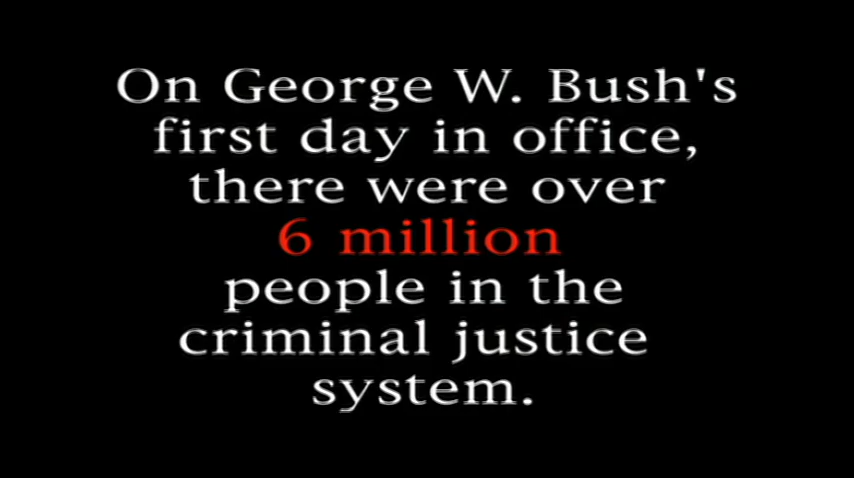 On George W. Bush's
first day in office,
there were over
6 million
people in the
criminal justice
system.